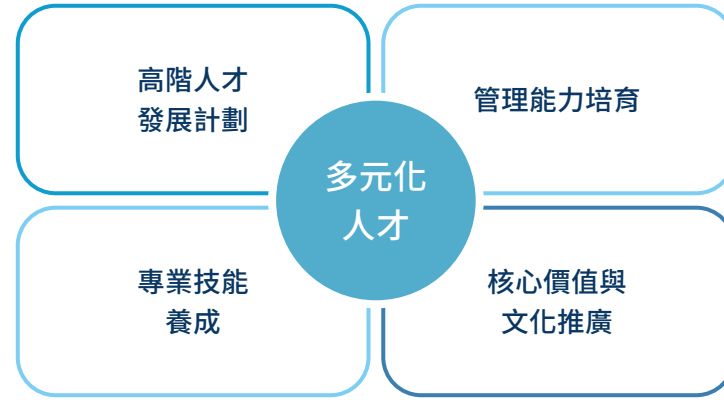 高階人才
發展計劃
管理能力培育
多元化
人才
專業技能
養成
核心價值與
文化推廣